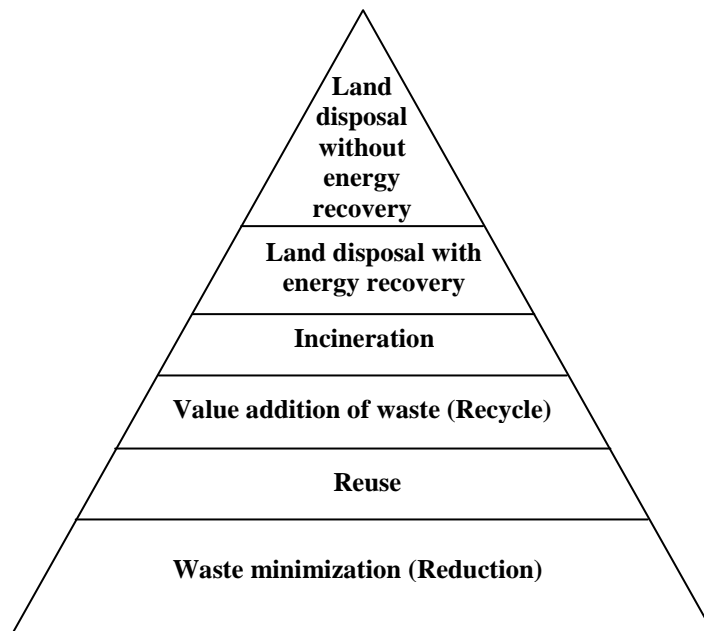 Land
disposal
without
energy
recovery
Land disposal with
energy recovery
Incineration
Value addition of waste (Recycle)
Reuse
Waste minimization (Reduction)